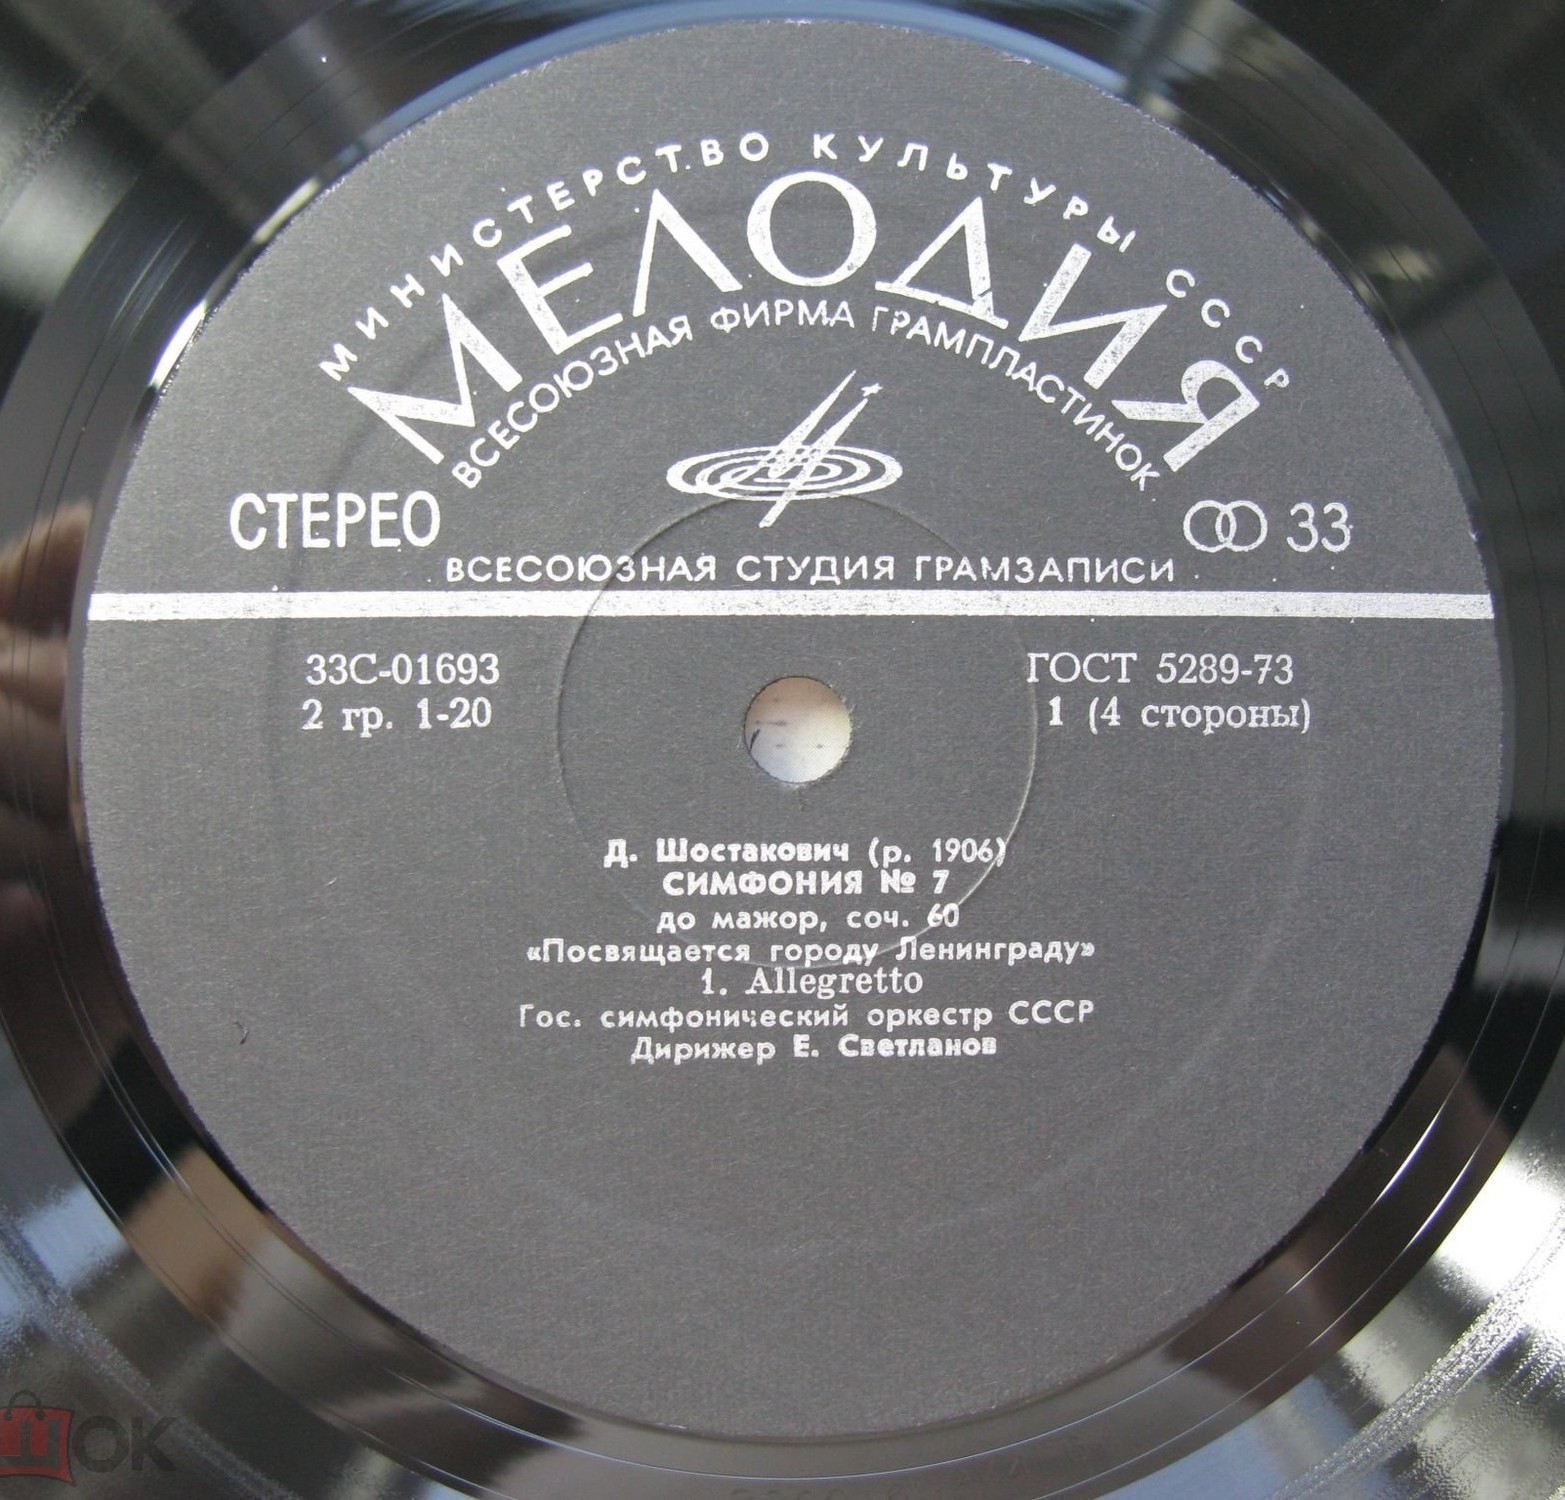 МИНИСТЕРСТВО КУЛЬТУРЫ СССР
МЕЛОДИЯ
ВСЕСОЮЗНАЯ ФИРМА ГРАМПЛАСТИНОК
СТЕРЕО
33
ВСЕСОЮЗНАЯ СТУДИЯ ГРАМЗАПИСИ
33С-01693
ГОСТ 5289-73
2 гр. 1-20
1 (4 стороны)
Д. Шостакович (р. 1906)
СИМФОНИЯ № 7
до мажор, соч. 60
«Посвящается городу Ленинграду»
1. Allegretto
Гос. симфонический оркестр СССР
Дирижер Е. Светланов
ШОК